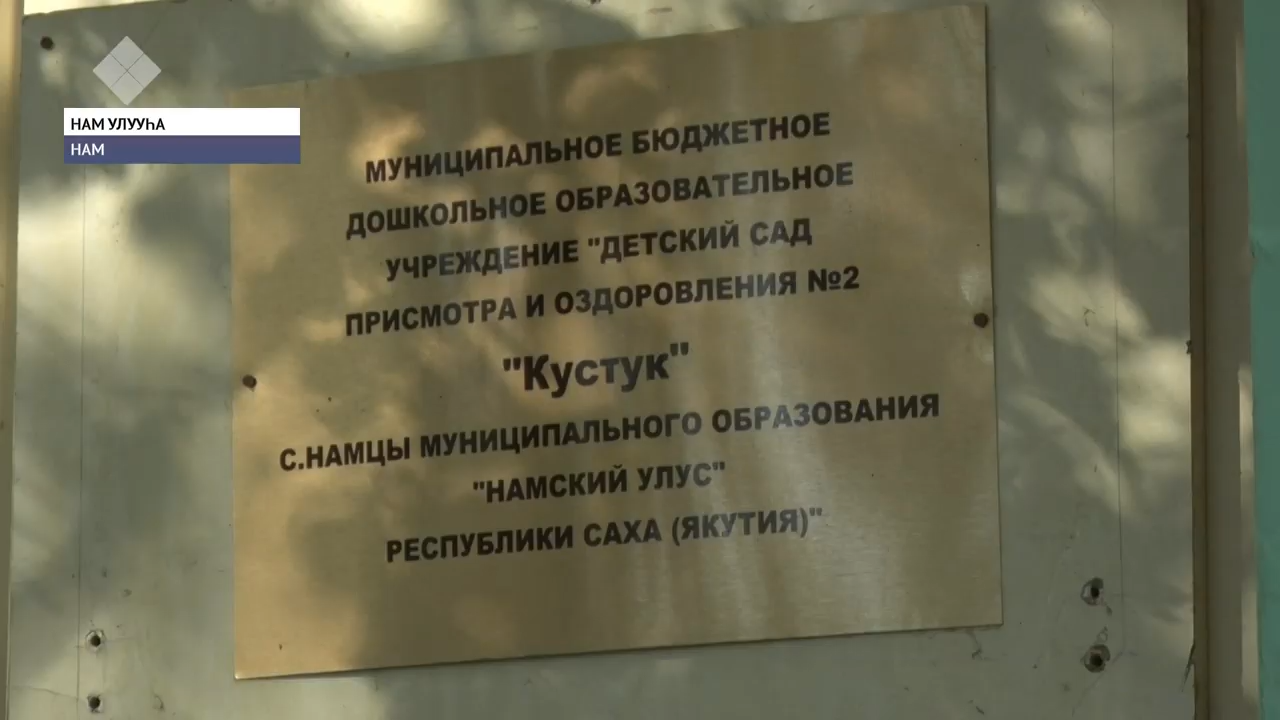 НАМ УЛУУҺА
НАМ
МУНИЦИПАЛЬНОЕ БЮДЖЕТНОЕ
ДОШКОЛЬНОЕ ОБРАЗОВАТЕЛЬНОЕ
УЧРЕЖДЕНИЕ "ДЕТСКИЙ САД
ПРИСМОТРА И ОЗДОРОВЛЕНИЯ №2
"Кустук"
С.НАМЦЫ МУНИЦИПАЛЬНОГО ОБРАЗОВАНИЯ
"НАМСКИЙ УЛУС"
РЕСПУБЛИКИ САХА (ЯКУТИЯ)"